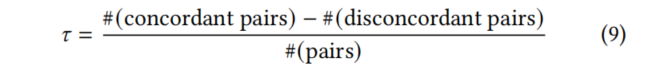 τ = #(concordant pairs) − #(disconcordant pairs) / #(pairs) (9)